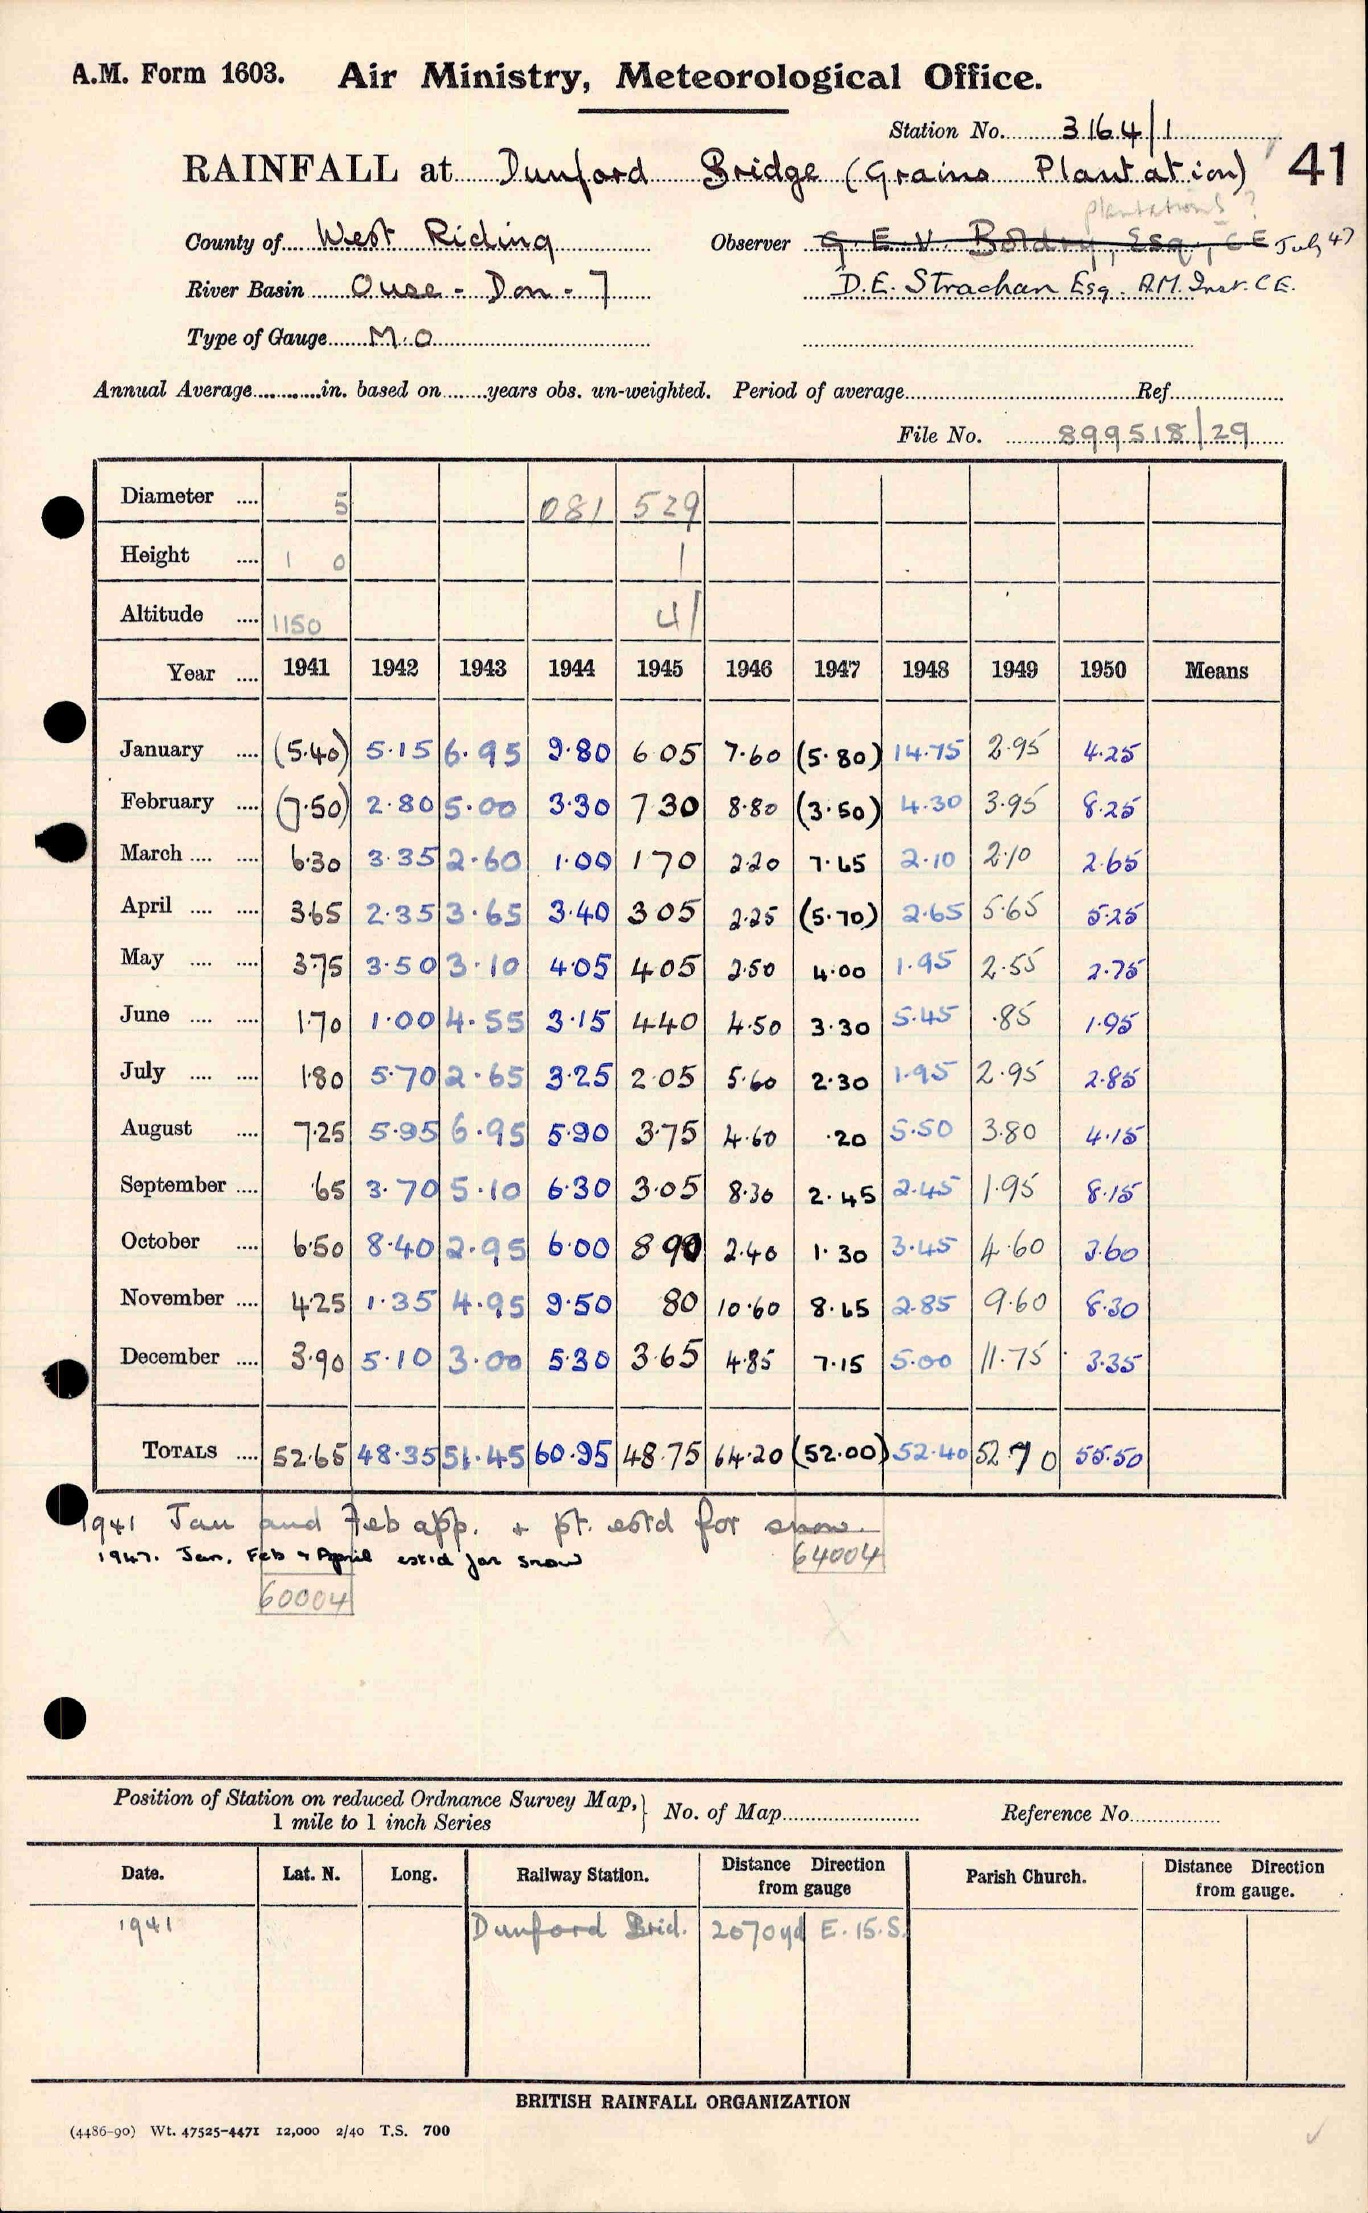 A.M. Form 1603. Air Ministry, Meteorological Office.
Station No. 3164/1
RAINFALL at Dunford Bridge (Grains Plantation) 41
plantations?
County of West Riding Observer G. E. V. Boldry, Esq., CE July 47
River Basin Ouse - Don - 7 D.E. Strachan Esq. A.M. Inst. C.E.
Type of Gauge M.O
Annual Average in. based on years obs. un-weighted. Period of average Ref.
File No. 899518/29
Diameter 5 081 529
Height 1 0 1
Altitude 1150 41
Year 1941 1942 1943 1944 1945 1946 1947 1948 1949 1950 Means
January (5.40) 5.15 6.95 9.80 6 05 7.60 (5.80) 14.75 2.95 4.25
February (7.50) 2.80 5.00 3.30 7 30 8.80 (3.50) 4.30 3.95 8.25
March 6.30 3.35 2.60 1.00 1 70 2.20 7.65 2.10 2.10 2.65
April 3.65 2.35 3.65 3.40 3 05 2.25 (5.70) 2.65 5.65 5.25
May 3.75 3.50 3.10 4.05 4.05 2.50 4.00 1.95 2.55 2.75
June 1.70 1.00 4.55 3.15 4.40 4.50 3.30 5.45 .85 1.95
July 1.80 5.70 2.65 3.25 2.05 5.60 2.30 1.95 2.95 2.85
August 7.25 5.95 6.95 5.90 3.75 4.60 .20 5.50 3.80 4.15
September .65 3.70 5.10 6.30 3.05 8.30 2.45 2.45 1.95 8.15
October 6.50 8.40 2.95 6.00 8 90 2.40 1.30 3.45 4.60 3.60
November 4.25 1.35 4.95 9.50 80 10.60 8.65 2.85 9.60 8.30
December 3.90 5.10 3.00 5.30 3.65 4.85 7.15 5.00 11.75 3.35
TOTALS 52.65 48.35 51.45 60.95 48.75 64.20 (52.00) 52.40 52.70 55.50
1941 Jan and Feb app. + pt. estd for snow.
1947. Jan, Feb + April estd for snow 64004
60004
Position of Station on reduced Ordnance Survey Map, 1 mile to 1 inch Series } No. of Map Reference No.
Date. Lat. N. Long. Railway Station. Distance Direction from gauge Parish Church. Distance Direction from gauge.
1941 Dunford Brid. 2070yd E.15.S.
BRITISH RAINFALL ORGANIZATION
(4486-90) Wt. 47525-4471 12,000 2/40 T.S. 700